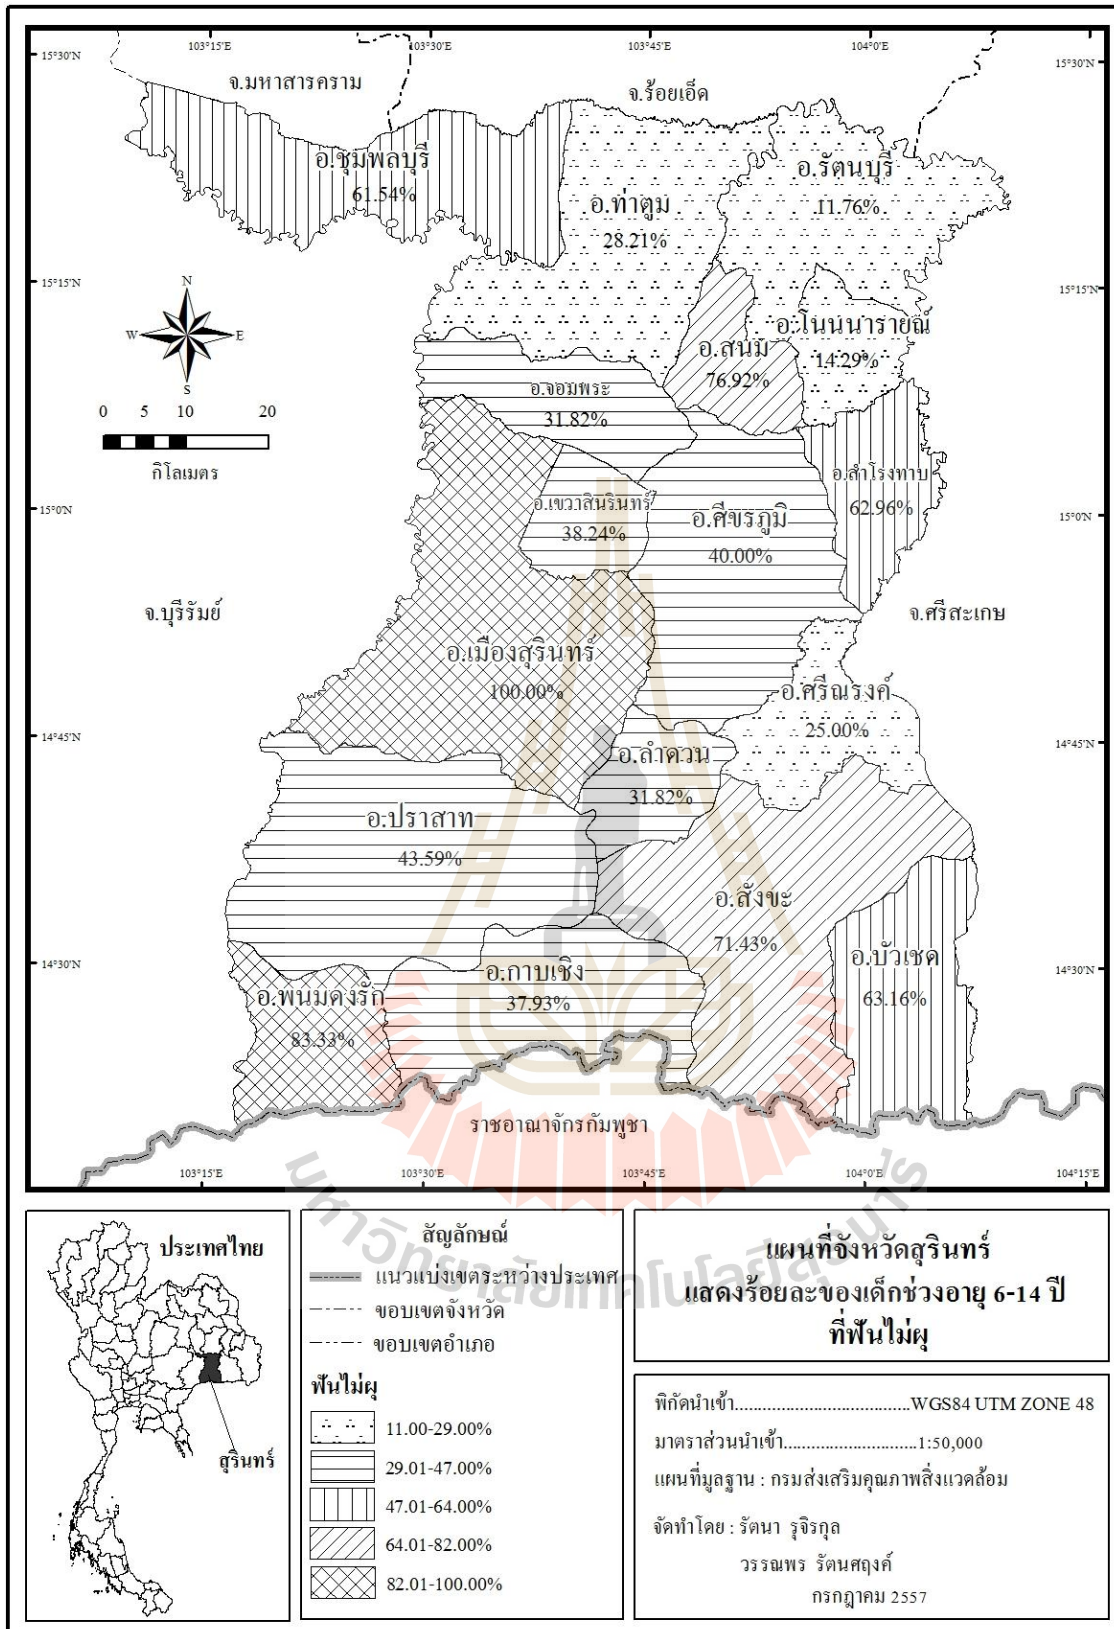 103°15'E 103°30'E 103°45'E 104°0'E
15°30'N 15°30'N
จ.มหาสารคราม
จ.ร้อยเอ็ด
อ.ชุมพลบุรี
61.54%
อ.รัตนบุรี
11.76%
อ.ท่าตูม
28.21%
15°15'N 15°15'N
N
W E
S
อ.โนนนารายณ์
14.29%
อ.สนม
76.92%
อ.จอมพระ
31.82%
0 5 10 20
กิโลเมตร
อ.สำโรงทาบ
62.96%
อ.เขวาสินรินทร์
38.24%
อ.ศีขรภูมิ
40.00%
15°0'N 15°0'N
จ.บุรีรัมย์
จ.ศรีสะเกษ
อ.เมืองสุรินทร์
100.00%
อ.ศรีณรงค์
25.00%
14°45'N 14°45'N
อ.ลำดวน
31.82%
อ.ปราสาท
43.59%
อ.สังขะ
71.43%
อ.บัวเชด
63.16%
14°30'N 14°30'N
อ.กาบเชิง
37.93%
อ.พนมดงรัก
83.33%
ราชอาณาจักรกัมพูชา
103°15'E 103°30'E 103°45'E 104°0'E 104°15'E
มหาวิทยาลัยเทคโนโลยีสุรนารี
ประเทศไทย
สุรินทร์
สัญลักษณ์
แนวแบ่งเขตระหว่างประเทศ
ขอบเขตจังหวัด
ขอบเขตอำเภอ
ฟันไม่ผุ
11.00-29.00%
29.01-47.00%
47.01-64.00%
64.01-82.00%
82.01-100.00%
แผนที่จังหวัดสุรินทร์
แสดงร้อยละของเด็กช่วงอายุ 6-14 ปี
ที่ฟันไม่ผุ
พิกัดนำเข้า......................................WGS84 UTM ZONE 48
มาตราส่วนนำเข้า.............................1:50,000
แผนที่มูลฐาน : กรมส่งเสริมคุณภาพสิ่งแวดล้อม
จัดทำโดย : รัตนา รุจิรกุล
วรรณพร รัตนศฤงค์
กรกฎาคม 2557